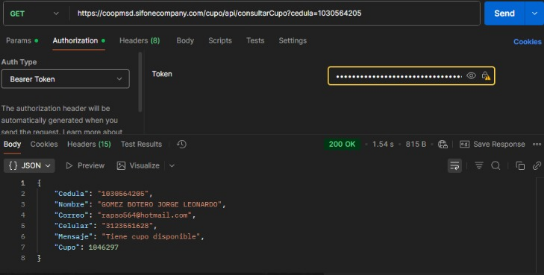 GET https://coopmsd.sifonecompany.com/cupo/api/consultarCupo?cedula=1030564205 Send
Params Authorization Headers (8) Body Scripts Tests Settings Cookies
Auth Type
Bearer Token
Token
The authorization header will be
automatically generated when you
send the request. Learn more about
Body Cookies Headers (15) Test Results 200 OK 1.54 s 815 B Save Response
{} JSON Preview Visualize
1 {
2 "Cedula": "1030564205",
3 "Nombre": "GOMEZ BOTERO JORGE LEONARDO",
4 "Correo": "rapao564@hotmail.com",
5 "Celular": "3123551628",
6 "Mensaje": "Tiene cupo disponible",
7 "Cupo": 1046297
8 }